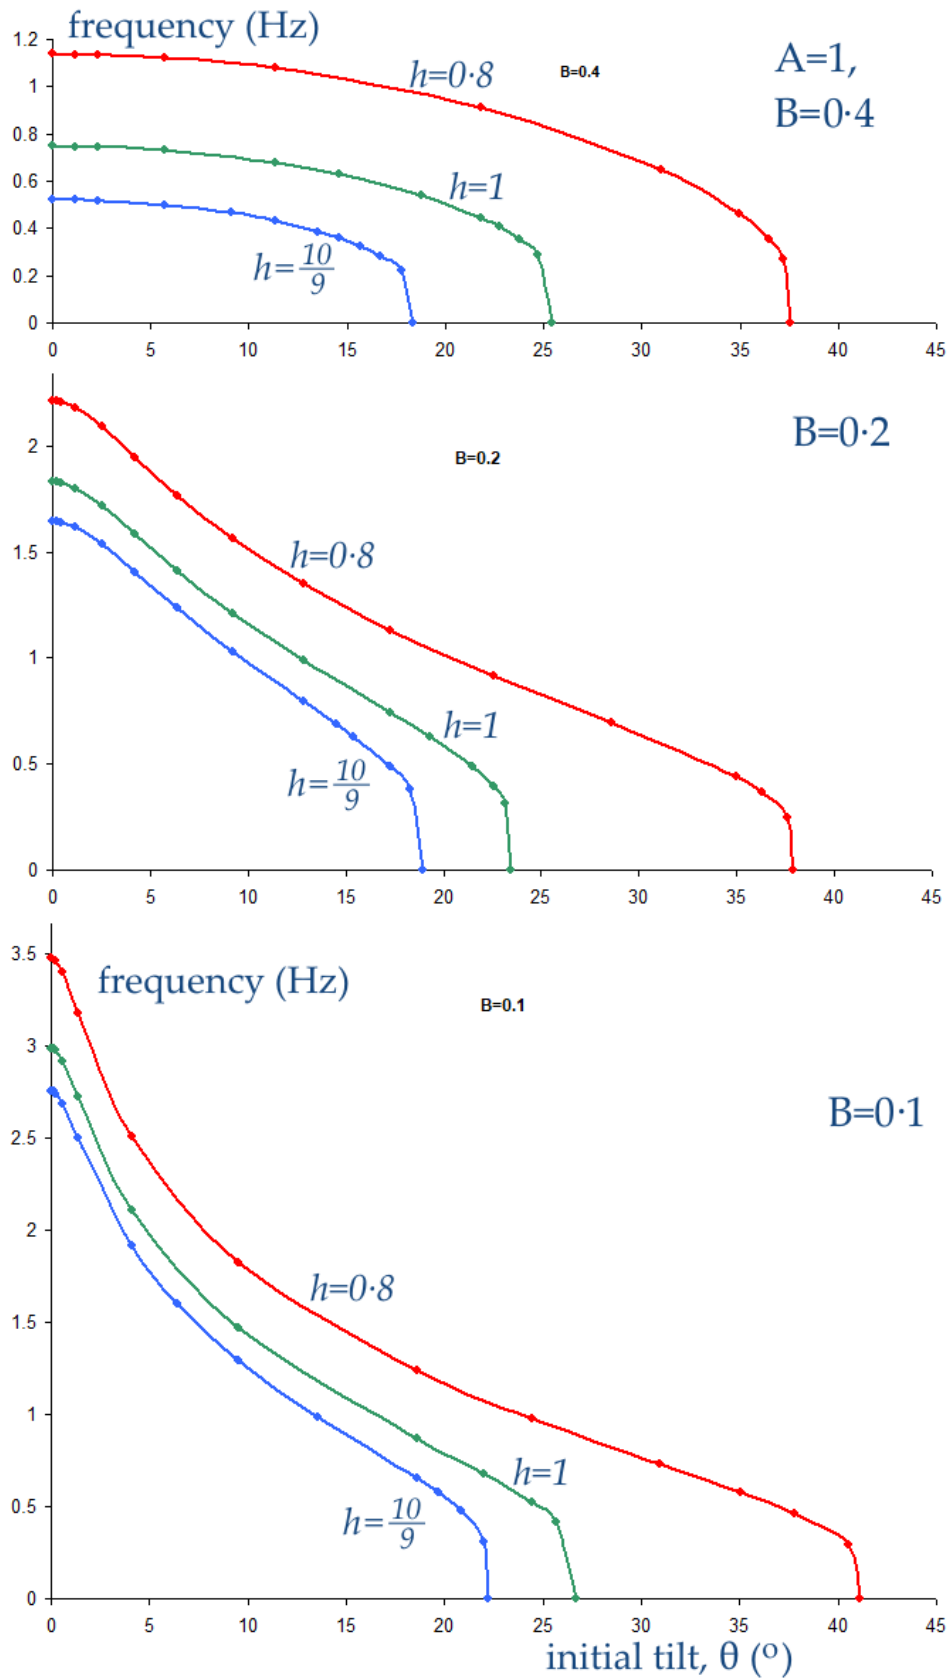 frequency (Hz)
1.2
1
0.8
0.6
0.4
0.2
0
h=0·8
B=0.4
A=1,
B=0·4
h=1
h=10/9
0 5 10 15 20 25 30 35 40 45
2
1.5
1
0.5
0
B=0·2
B=0.2
h=0·8
h=1
h=10/9
0 5 10 15 20 25 30 35 40 45
3.5
3
2.5
2
1.5
1
0.5
0
frequency (Hz)
B=0.1
B=0·1
h=0·8
h=1
h=10/9
0 5 10 15 20 25 30 35 40 45
initial tilt, θ (º)